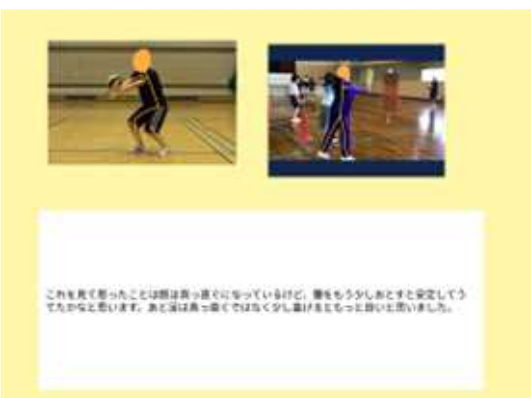 これを見て思ったことは腕は真っ直ぐになっているけど、腰をもう少しおとすと安定してう
てたかなと思います。あと足は真っ直ぐではなく少し曲げるともっと良いと思いました。